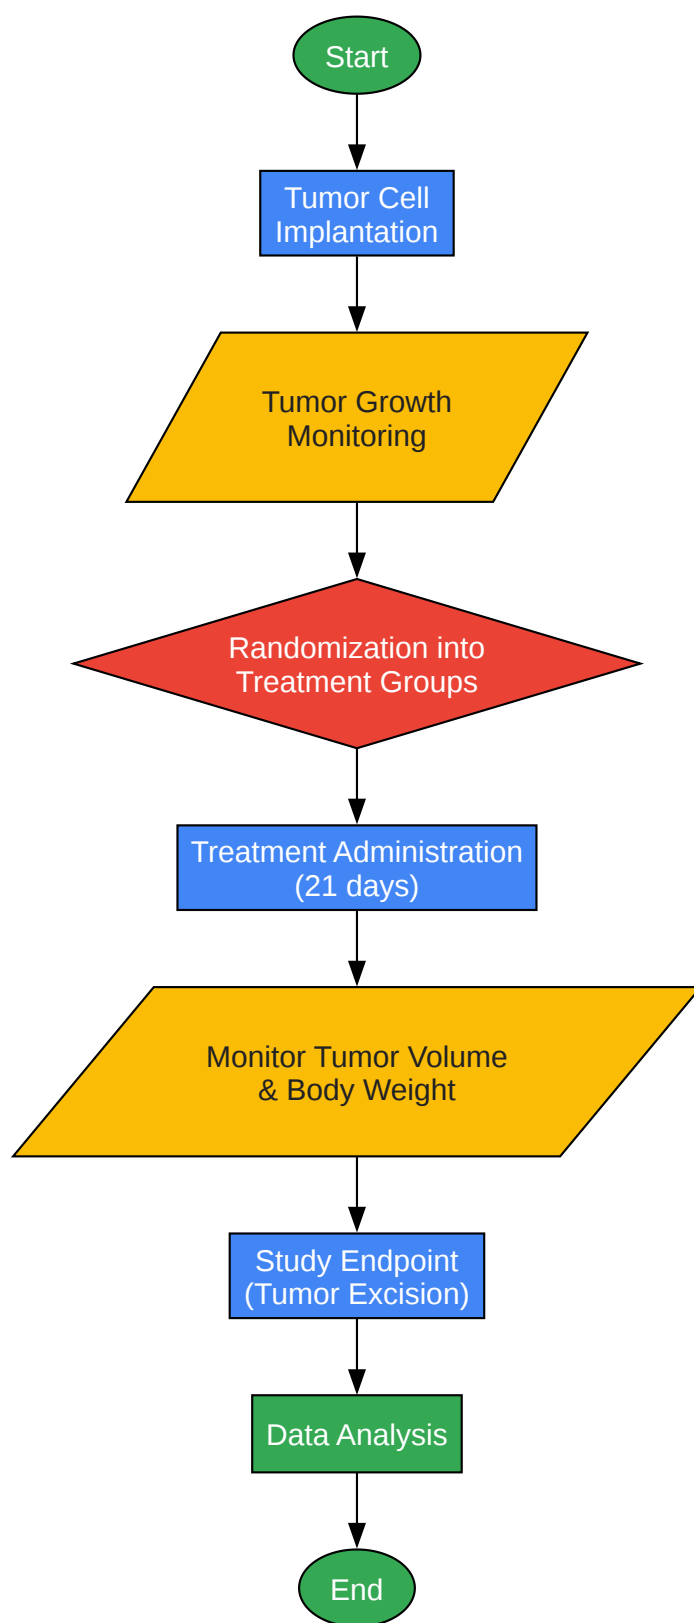 Start
Tumor Cell
Implantation
Tumor Growth
Monitoring
Randomization into
Treatment Groups
Treatment Administration
(21 days)
Monitor Tumor Volume
& Body Weight
Study Endpoint
(Tumor Excision)
Data Analysis
End